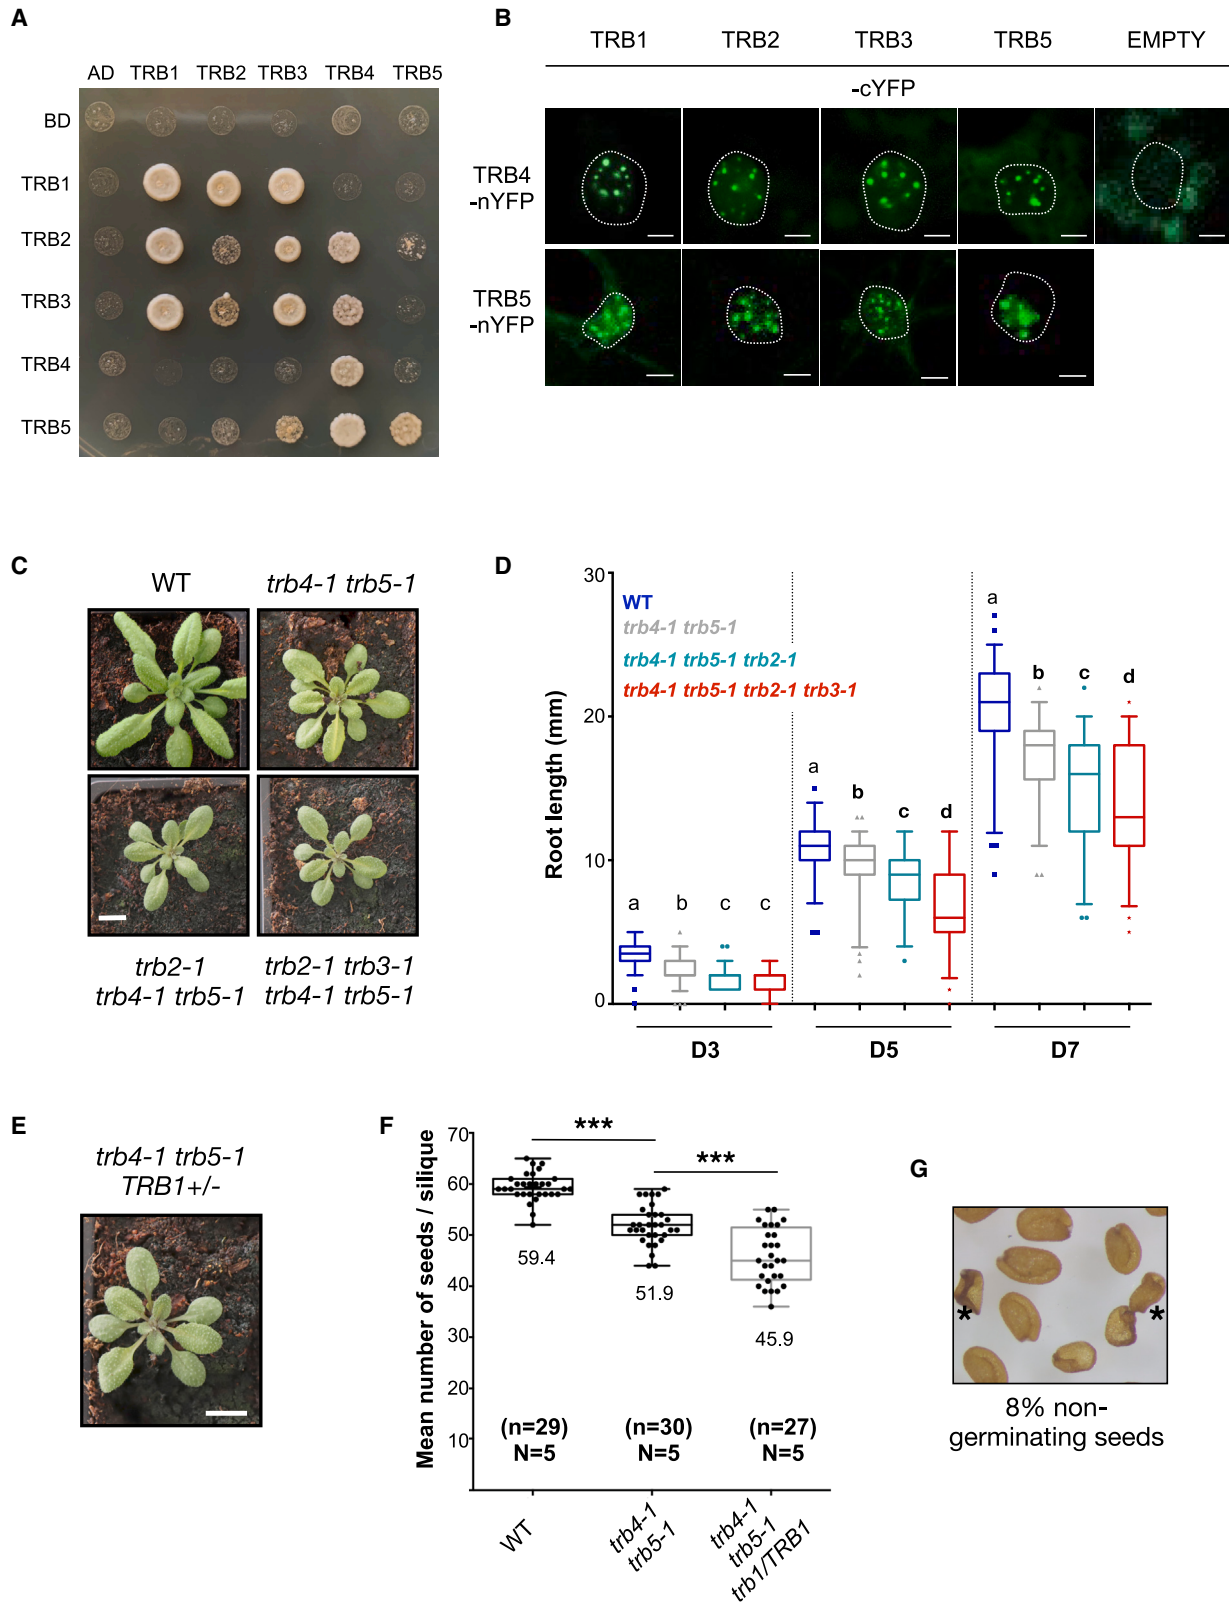 A
AD TRB1 TRB2 TRB3 TRB4 TRB5
BD
TRB1
TRB2
TRB3
TRB4
TRB5
B
TRB1 TRB2 TRB3 TRB5 EMPTY
-cYFP
TRB4
-nYFP
TRB5
-nYFP
C
WT
trb4-1 trb5-1
trb2-1
trb4-1 trb5-1
trb2-1 trb3-1
trb4-1 trb5-1
D
Root length (mm)
30
20
10
0
WT
trb4-1 trb5-1
trb4-1 trb5-1 trb2-1
trb4-1 trb5-1 trb2-1 trb3-1
a b c c
a b c d
a b c d
D3 D5 D7
E
trb4-1 trb5-1
TRB1+/-
F
Mean number of seeds / silique
70
60
50
40
30
20
10
***
***
59.4
51.9
45.9
(n=29)
N=5
(n=30)
N=5
(n=27)
N=5
WT
trb4-1
trb5-1
trb4-1
trb5-1
trb1/TRB1
G
* *
8% non-
germinating seeds